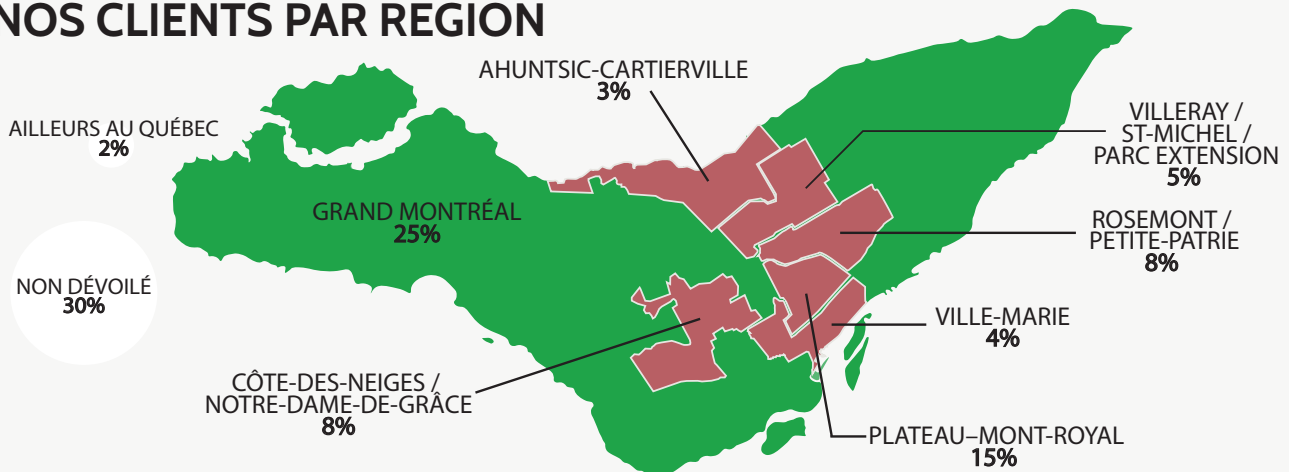 NOS CLIENTS PAR REGION
AHUNTSIC-CARTIERVILLE
3%
AILLEURS AU QUÉBEC
2%
VILLERAY /
ST-MICHEL /
PARC EXTENSION
5%
GRAND MONTRÉAL
25%
ROSEMONT /
PETITE-PATRIE
8%
NON DÉVOILÉ
30%
VILLE-MARIE
4%
CÔTE-DES-NEIGES /
NOTRE-DAME-DE-GRÂCE
8%
PLATEAU–MONT-ROYAL
15%